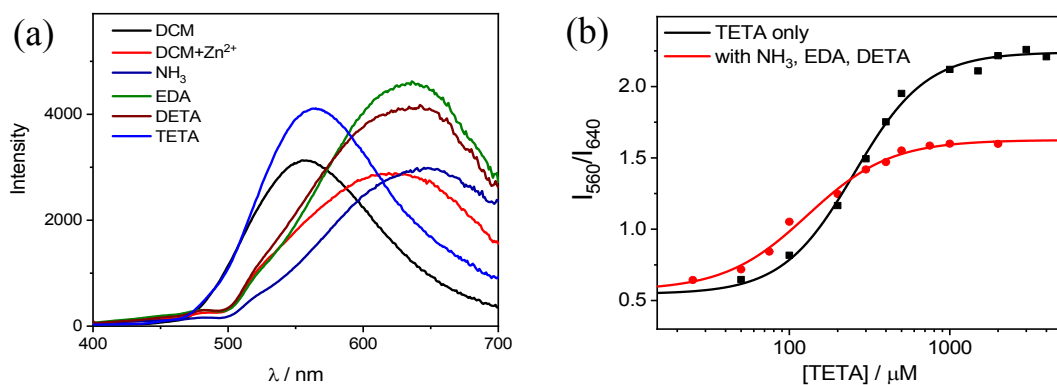 (a)
DCM
DCM+Zn²⁺
NH₃
EDA
DETA
TETA
Intensity
4000
2000
0
400 500 600 700
λ / nm
(b)
TETA only
with NH₃, EDA, DETA
I₅₆₀/I₆₄₀
2.0
1.5
1.0
0.5
100 1000
[TETA] / μM